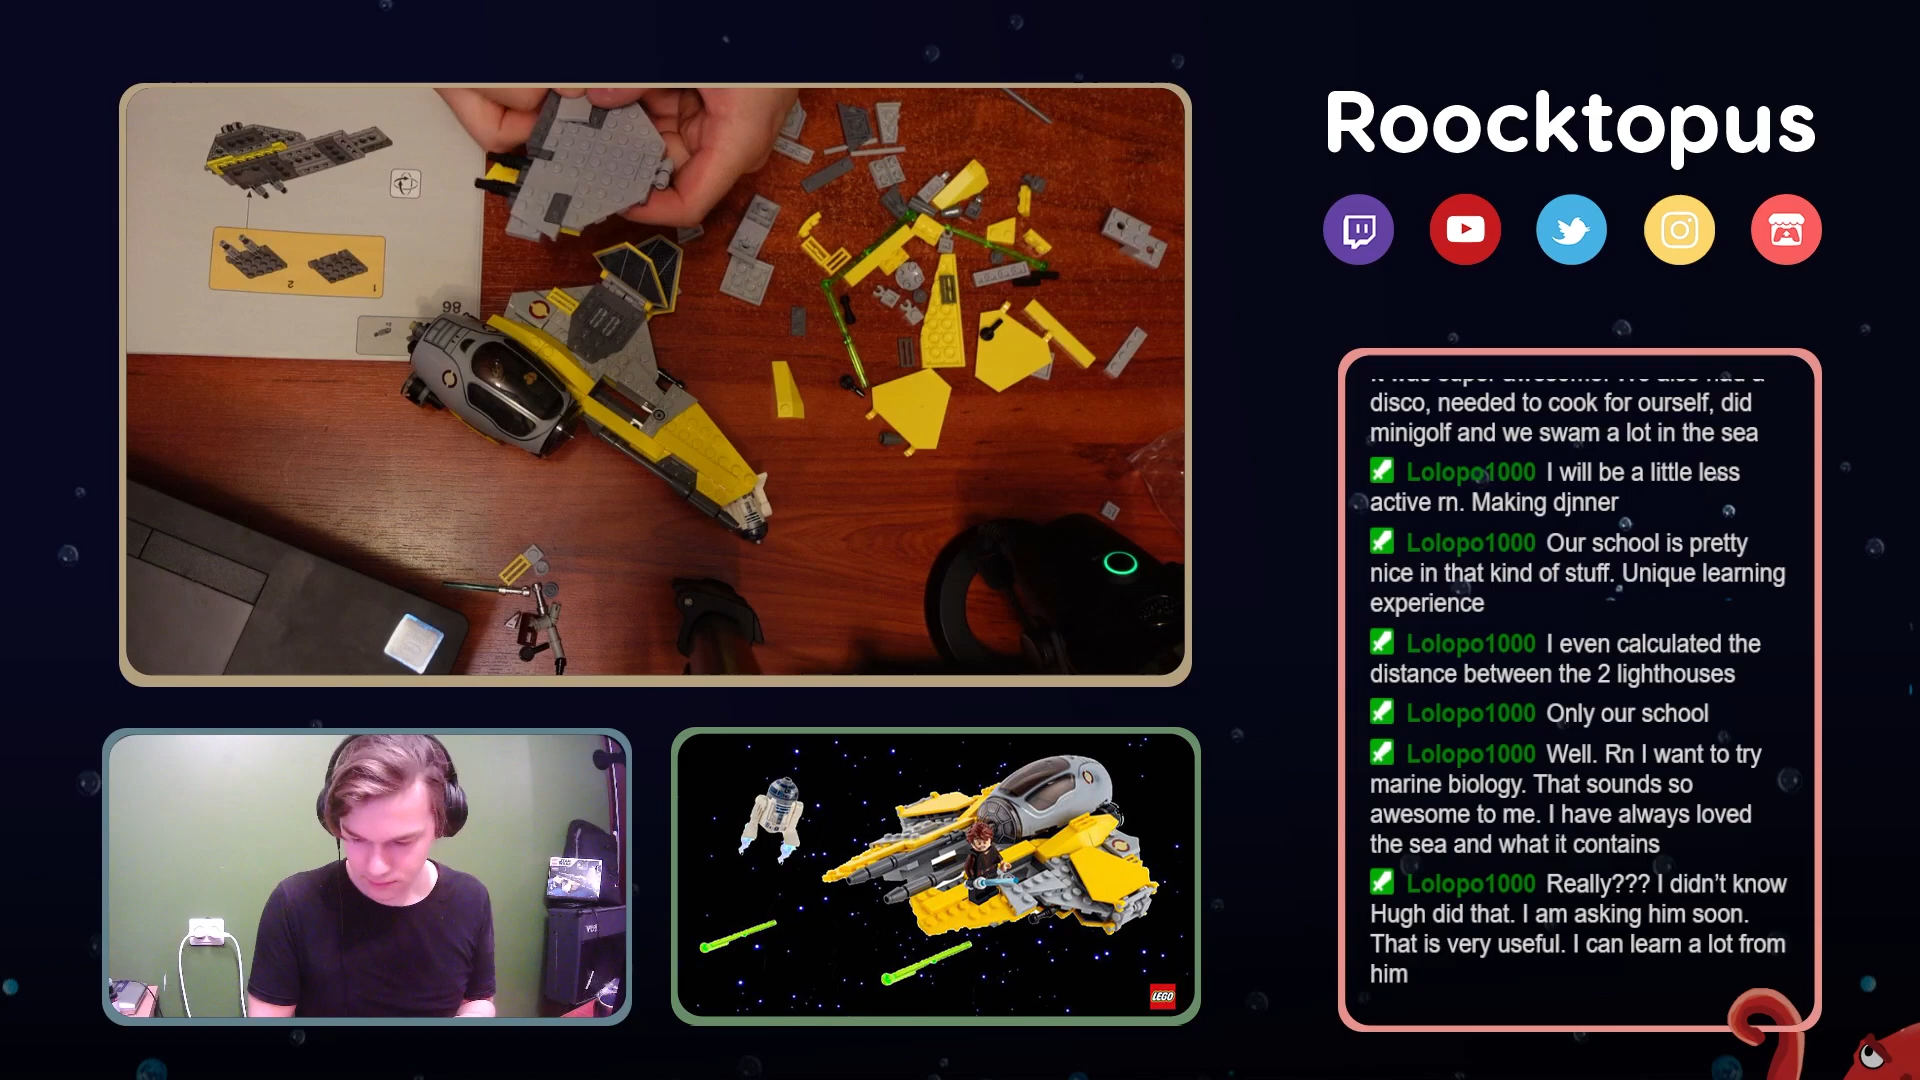 Roocktopus
98
2
1
disco, needed to cook for ourself, did
minigolf and we swam a lot in the sea
Lolopo1000 I will be a little less
active rn. Making djnner
Lolopo1000 Our school is pretty
nice in that kind of stuff. Unique learning
experience
Lolopo1000 I even calculated the
distance between the 2 lighthouses
Lolopo1000 Only our school
Lolopo1000 Well. Rn I want to try
marine biology. That sounds so
awesome to me. I have always loved
the sea and what it contains
Lolopo1000 Really??? I didn't know
Hugh did that. I am asking him soon.
That is very useful. I can learn a lot from
him
LEGO